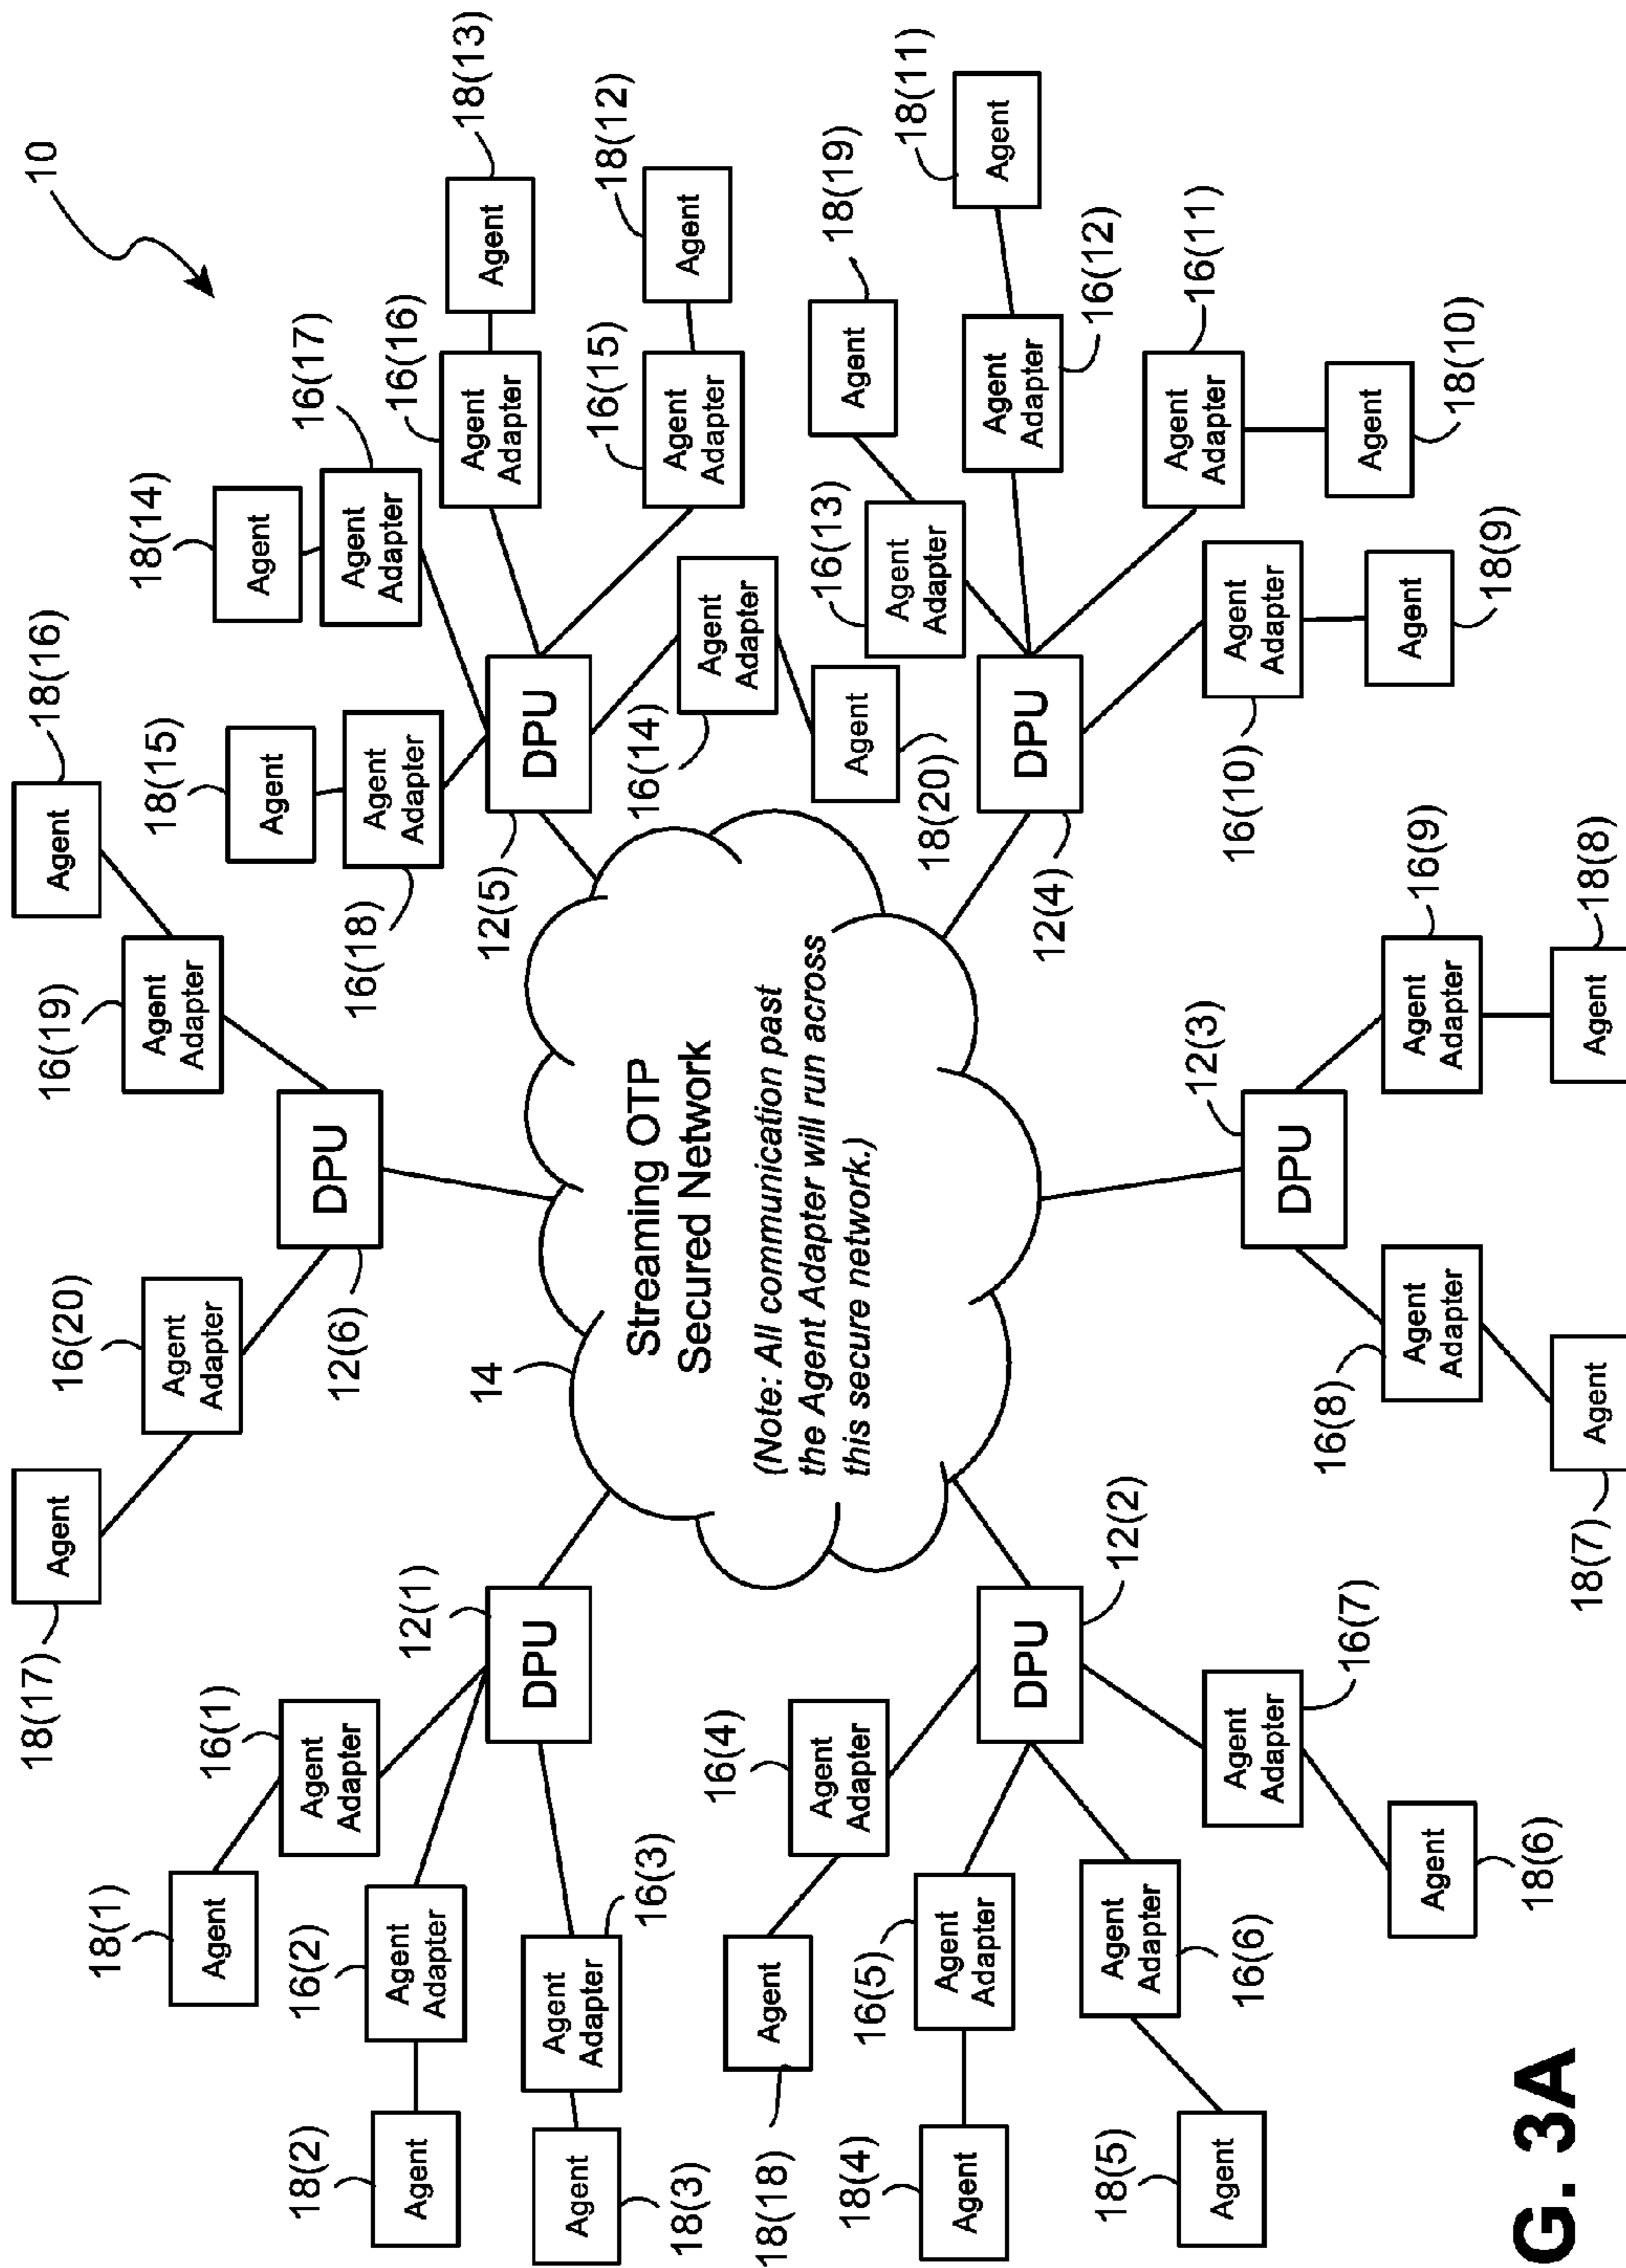 10
18(17)
Agent
16(20)
Agent
Adapter
Agent
18(16)
16(19)
Agent
Adapter
DPU
12(6)
18(1)
Agent
16(1)
Agent
Adapter
18(2)
Agent
16(2)
Agent
Adapter
18(3)
Agent
16(3)
Agent
Adapter
12(1)
DPU
18(15)
Agent
16(18)
Agent
Adapter
18(14)
Agent
16(17)
Agent
Adapter
18(13)
Agent
16(16)
Agent
Adapter
18(12)
Agent
16(15)
Agent
Adapter
12(5)
DPU
16(14)
Agent
Adapter
18(20)
Agent
14
Streaming OTP
Secured Network
(Note: All communication past
the Agent Adapter will run across
this secure network.)
18(18)
Agent
16(4)
Agent
Adapter
18(4)
Agent
16(5)
Agent
Adapter
18(5)
Agent
16(6)
Agent
Adapter
18(6)
Agent
16(7)
Agent
Adapter
12(2)
DPU
18(19)
Agent
16(13)
Agent
Adapter
18(11)
Agent
16(12)
Agent
Adapter
16(11)
Agent
Adapter
18(10)
Agent
16(10)
Agent
Adapter
18(9)
Agent
12(4)
DPU
12(3)
DPU
16(8)
Agent
Adapter
18(7)
Agent
16(9)
Agent
Adapter
18(8)
Agent
G. 3A